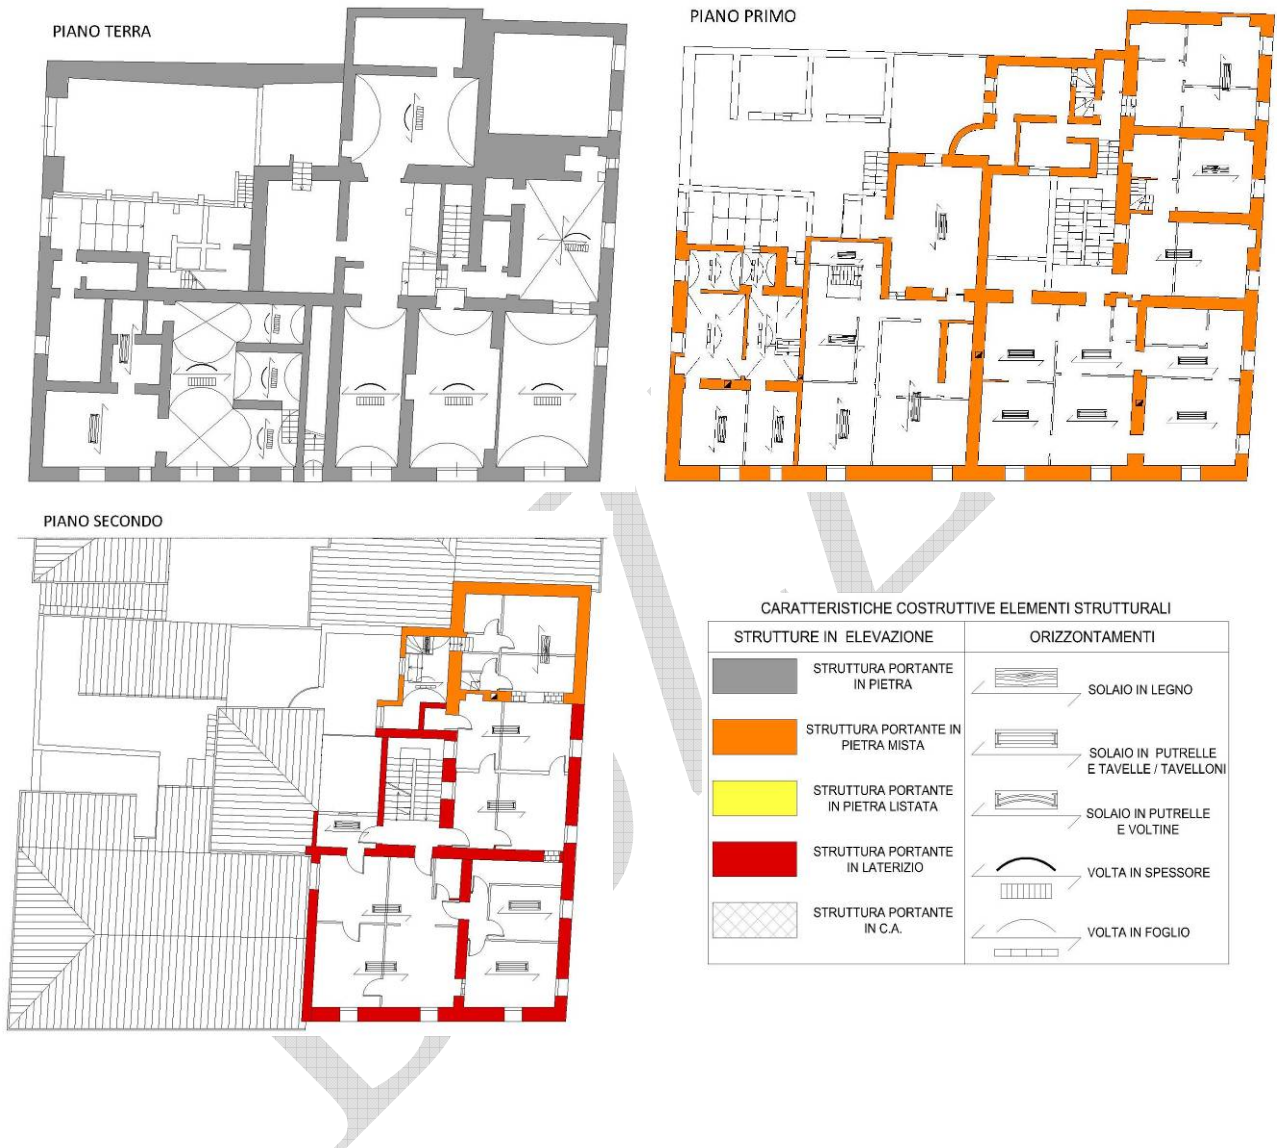 PIANO TERRA
PIANO PRIMO
PIANO SECONDO
CARATTERISTICHE COSTRUTTIVE ELEMENTI STRUTTURALI
STRUTTURE IN ELEVAZIONE
ORIZZONTAMENTI
STRUTTURA PORTANTE
IN PIETRA
SOLAIO IN LEGNO
STRUTTURA PORTANTE IN
PIETRA MISTA
SOLAIO IN PUTRELLE
E TAVELLE / TAVELLONI
STRUTTURA PORTANTE
IN PIETRA LISTATA
SOLAIO IN PUTRELLE
E VOLTINE
STRUTTURA PORTANTE
IN LATERIZIO
VOLTA IN SPESSORE
STRUTTURA PORTANTE
IN C.A.
VOLTA IN FOGLIO